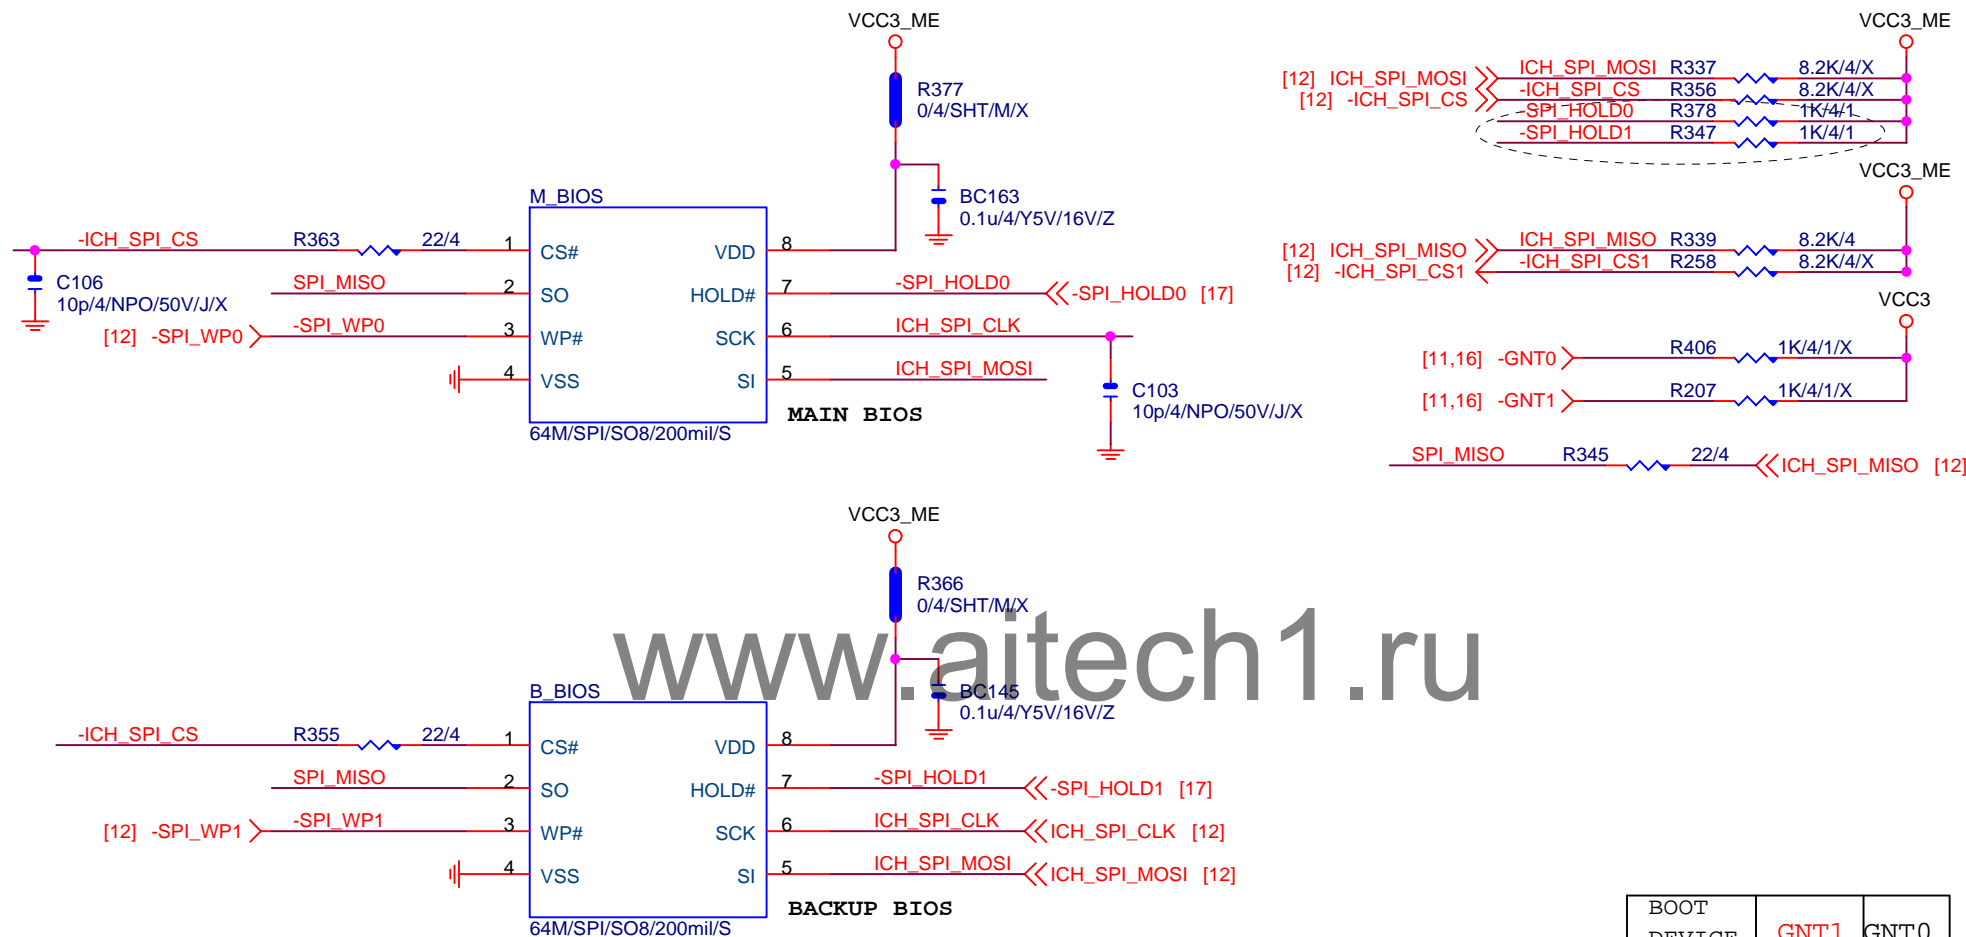 VCC3_ME
R377
0/4/SHT/M/X
M_BIOS
BC163
0.1u/4/Y5V/16V/Z
-ICH_SPI_CS R363 22/4 1 CS# VDD 8
C106
10p/4/NPO/50V/J/X
SPI_MISO 2 SO HOLD# 7 -SPI_HOLD0 -SPI_HOLD0 [17]
[12] -SPI_WP0 -SPI_WP0 3 WP# SCK 6 ICH_SPI_CLK
4 VSS SI 5 ICH_SPI_MOSI
C103
10p/4/NPO/50V/J/X
MAIN BIOS
64M/SPI/SO8/200mil/S
VCC3_ME
[12] ICH_SPI_MOSI ICH_SPI_MOSI R337 8.2K/4/X
[12] -ICH_SPI_CS -ICH_SPI_CS R356 8.2K/4/X
-SPI_HOLD0 R378 1K/4/1
-SPI_HOLD1 R347 1K/4/1
VCC3_ME
[12] ICH_SPI_MISO ICH_SPI_MISO R339 8.2K/4
[12] -ICH_SPI_CS1 -ICH_SPI_CS1 R258 8.2K/4/X
VCC3
[11,16] -GNT0 R406 1K/4/1/X
[11,16] -GNT1 R207 1K/4/1/X
SPI_MISO R345 22/4 ICH_SPI_MISO [12]
VCC3_ME
R366
0/4/SHT/M/X
www.aitech1.ru
B_BIOS
BC145
0.1u/4/Y5V/16V/Z
-ICH_SPI_CS R355 22/4 1 CS# VDD 8
SPI_MISO 2 SO HOLD# 7 -SPI_HOLD1 -SPI_HOLD1 [17]
[12] -SPI_WP1 -SPI_WP1 3 WP# SCK 6 ICH_SPI_CLK ICH_SPI_CLK [12]
4 VSS SI 5 ICH_SPI_MOSI ICH_SPI_MOSI [12]
BACKUP BIOS
64M/SPI/SO8/200mil/S
BOOT
DEVICE GNT1 GNT0